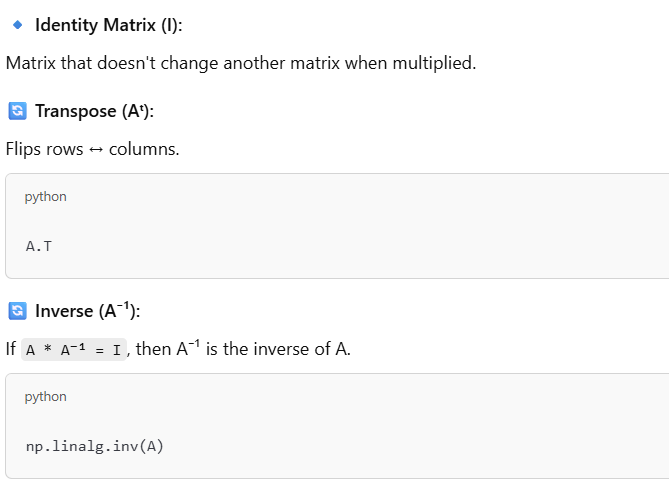 Identity Matrix (I):
Matrix that doesn't change another matrix when multiplied.
Transpose (Aᵗ):
Flips rows ↔ columns.
python
A.T
Inverse (A⁻¹):
If A * A⁻¹ = I, then A⁻¹ is the inverse of A.
python
np.linalg.inv(A)